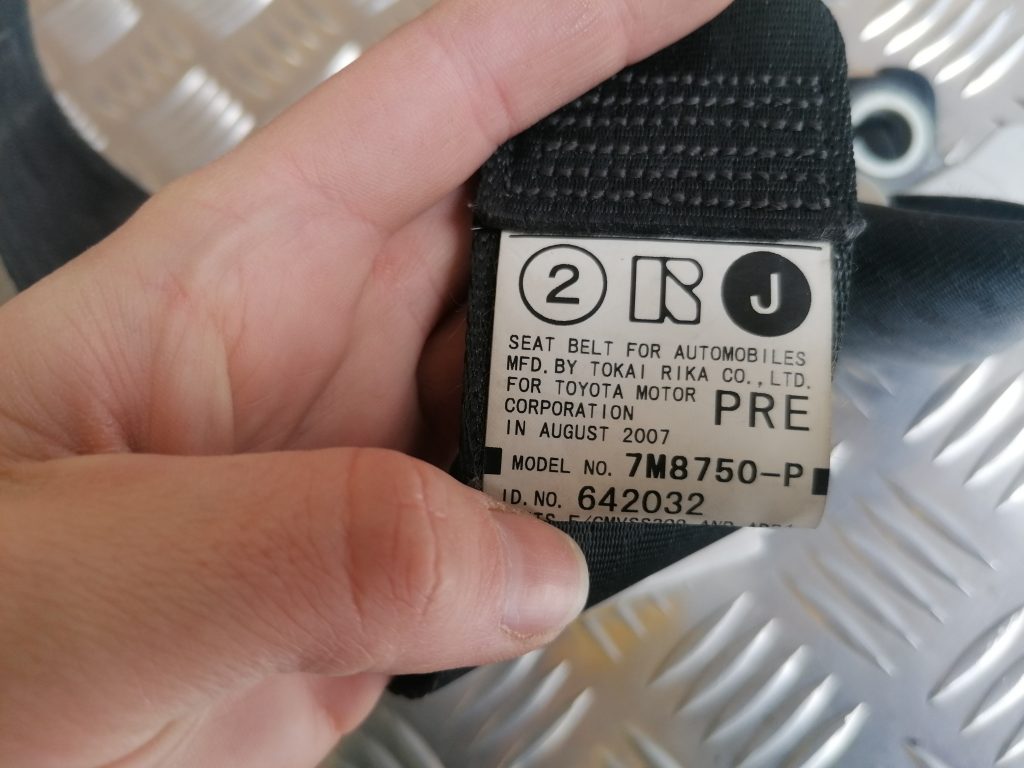 2 R J
SEAT BELT FOR AUTOMOBILES
MFD. BY TOKAI RIKA CO., LTD.
FOR TOYOTA MOTOR
CORPORATION
PRE
IN AUGUST 2007
MODEL NO. 7M8750-P
ID. NO. 642032